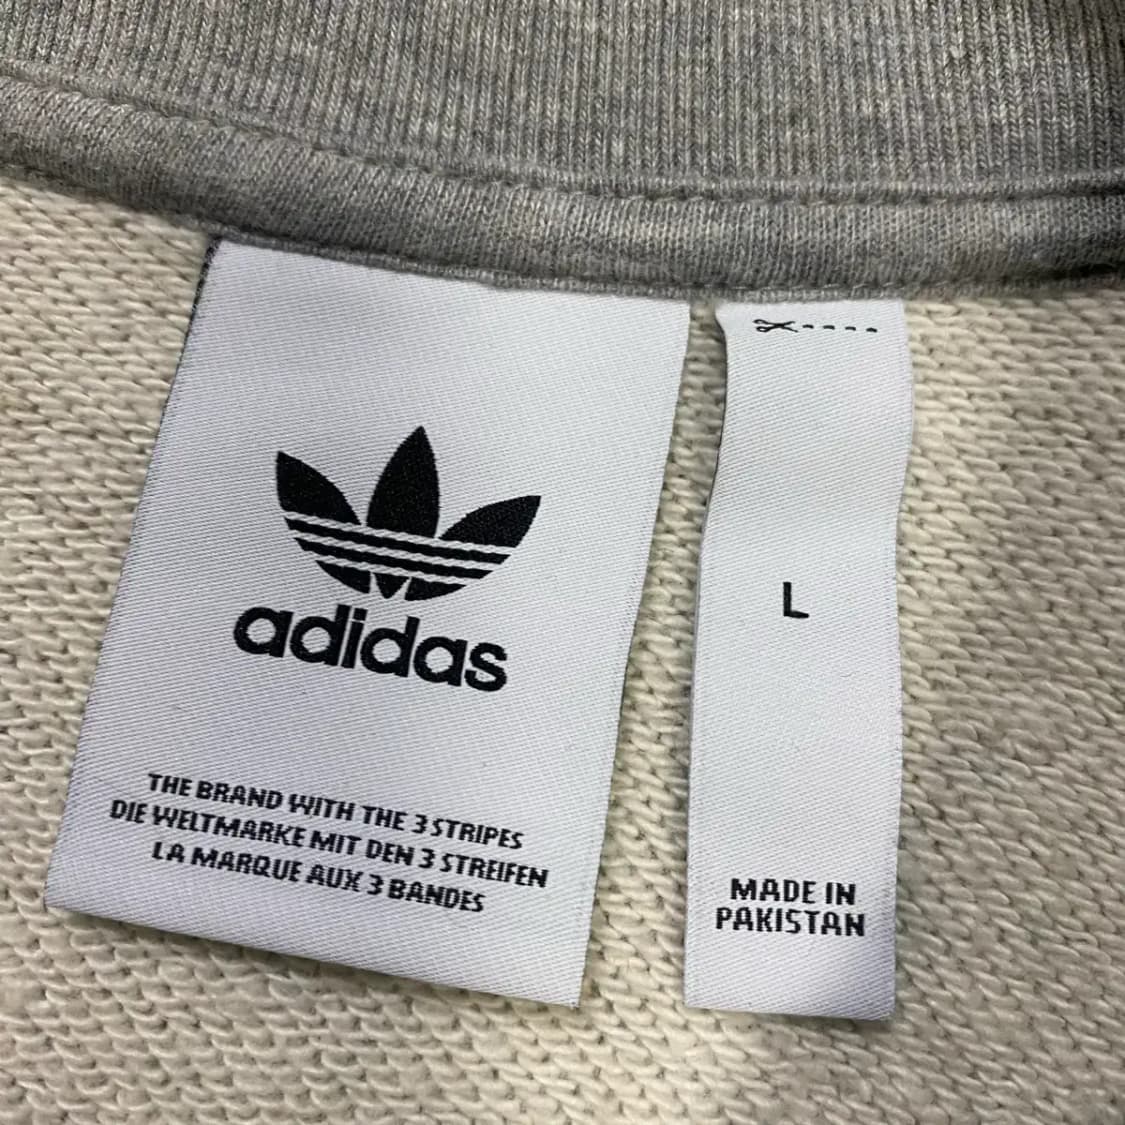 adidas
THE BRAND WITH THE 3 STRIPES
DIE WELTMARKE MIT DEN 3 STREIFEN
LA MARQUE AUX 3 BANDES
L
MADE IN
PAKISTAN